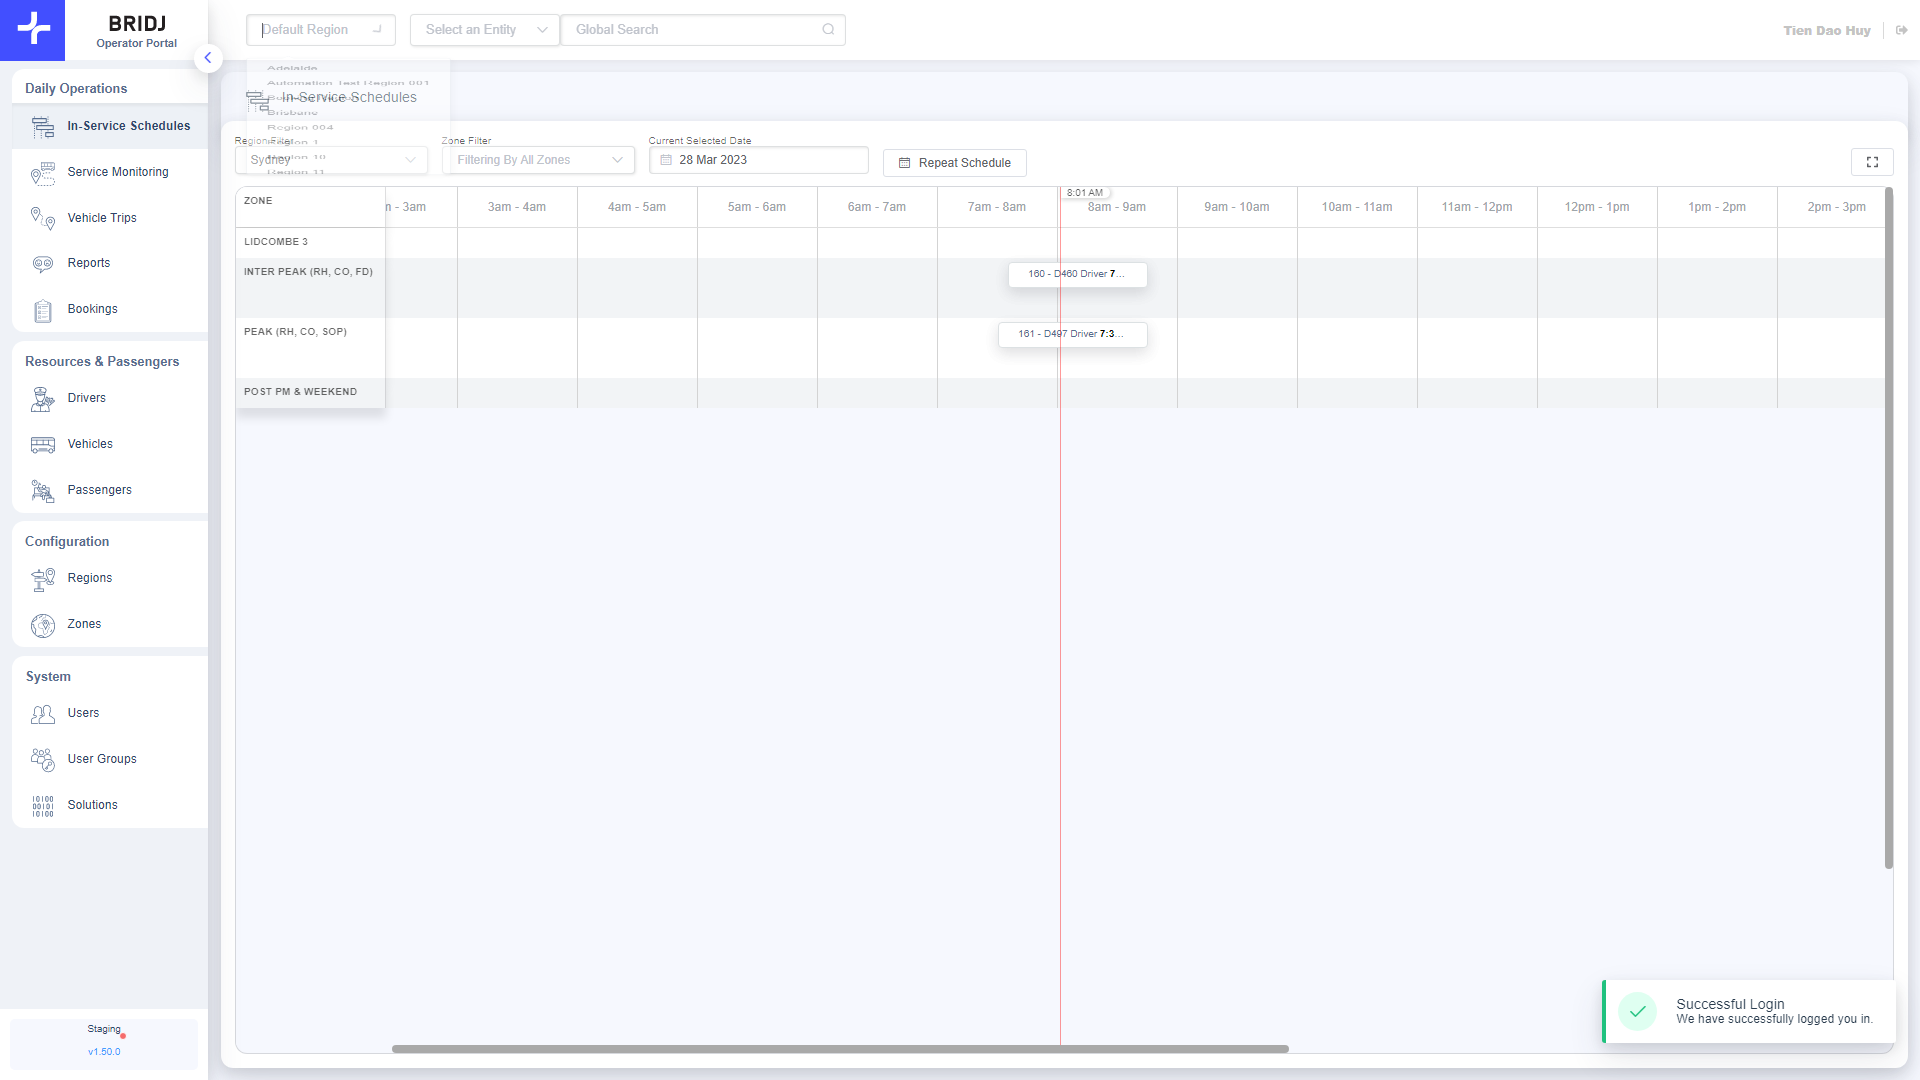 BRIDJ
Operator Portal
Default Region
Select an Entity
Global Search
Tien Dao Huy
Daily Operations
In-Service Schedules
Service Monitoring
Vehicle Trips
Reports
Bookings
Resources & Passengers
Drivers
Vehicles
Passengers
Configuration
Regions
Zones
System
Users
User Groups
Solutions
Staging
v1.50.0
Adelaide
Automation Test Region 001
In-Service Schedules
Brisbane
Region 004
Region 1
Region 10
Region 11
Region Filter
Sydney
Zone Filter
Filtering By All Zones
Current Selected Date
28 Mar 2023
Repeat Schedule
8:01 AM
ZONE
- 3am
3am - 4am
4am - 5am
5am - 6am
6am - 7am
7am - 8am
8am - 9am
9am - 10am
10am - 11am
11am - 12pm
12pm - 1pm
1pm - 2pm
2pm - 3pm
LIDCOMBE 3
INTER PEAK (RH, CO, FD)
160 - D460 Driver 7...
PEAK (RH, CO, SOP)
161 - D497 Driver 7:3...
POST PM & WEEKEND
Successful Login
We have successfully logged you in.